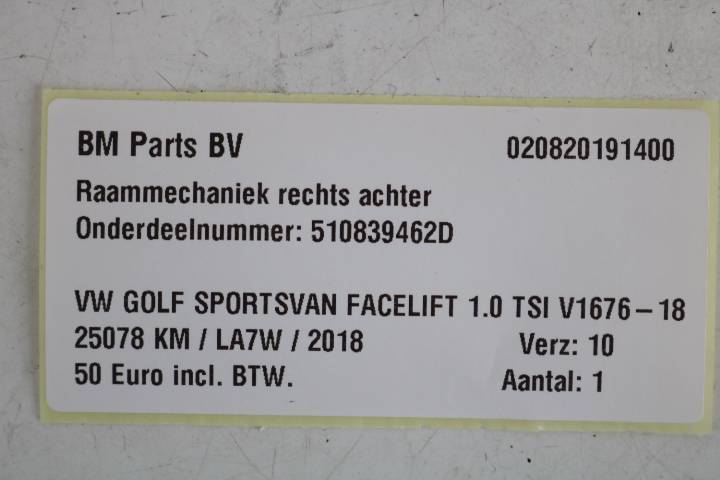 BM Parts BV 020820191400
Raammechaniek rechts achter
Onderdeelnummer: 510839462D
VW GOLF SPORTSVAN FACELIFT 1.0 TSI V1676-18
25078 KM / LA7W / 2018 Verz: 10
50 Euro incl. BTW. Aantal: 1